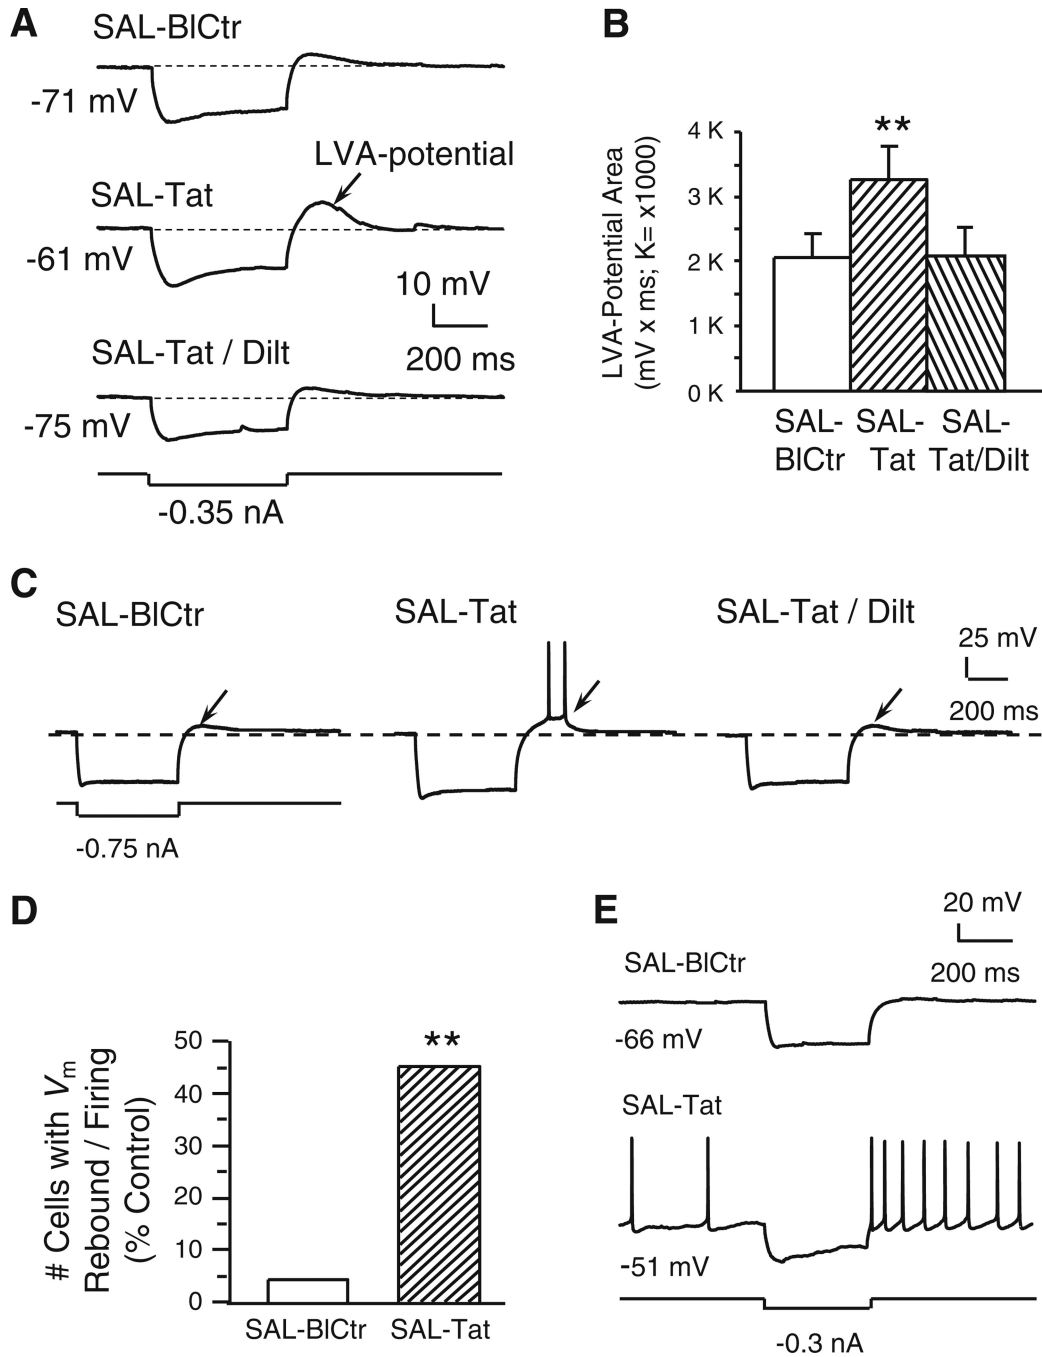 A
SAL-BlCtr
-71 mV
LVA-potential
SAL-Tat
-61 mV
10 mV
200 ms
SAL-Tat / Dilt
-75 mV
-0.35 nA
B
LVA-Potential Area
(mV x ms; K= x1000)
4 K
3 K
2 K
1 K
0 K
**
SAL-
BlCtr
SAL-
Tat
SAL-
Tat/Dilt
C
SAL-BlCtr
SAL-Tat
SAL-Tat / Dilt
25 mV
200 ms
-0.75 nA
D
# Cells with Vm
Rebound / Firing
(% Control)
50
40
30
20
10
0
**
SAL-BlCtr
SAL-Tat
E
20 mV
200 ms
SAL-BlCtr
-66 mV
SAL-Tat
-51 mV
-0.3 nA